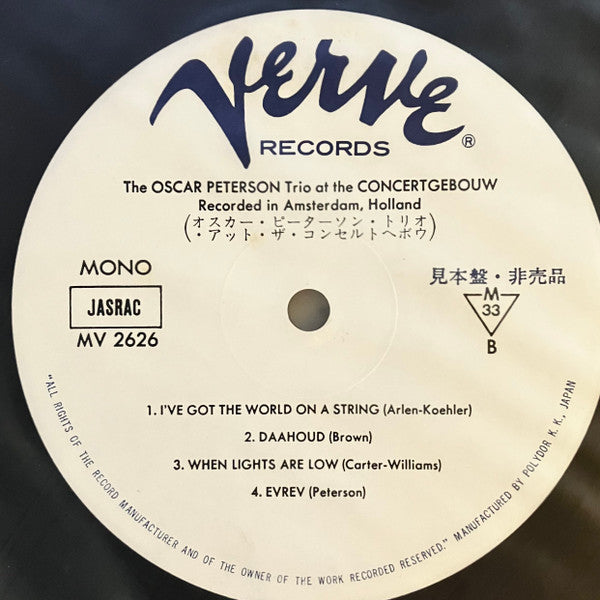 Verve
RECORDS ®
The OSCAR PETERSON Trio at the CONCERTGEBOUW
Recorded in Amsterdam, Holland
(オスカー・ピーターソン・トリオ
・アット・ザ・コンセルトヘボウ)
MONO
JASRAC
MV 2626
見本盤・非売品
M
33
B
1. I'VE GOT THE WORLD ON A STRING (Arlen-Koehler)
2. DAAHOUD (Brown)
3. WHEN LIGHTS ARE LOW (Carter-Williams)
4. EVREV (Peterson)
"ALL RIGHTS OF THE RECORD MANUFACTURER AND OF THE OWNER OF THE WORK RECORDED RESERVED." MANUFACTURED BY POLYDOR K. K., JAPAN